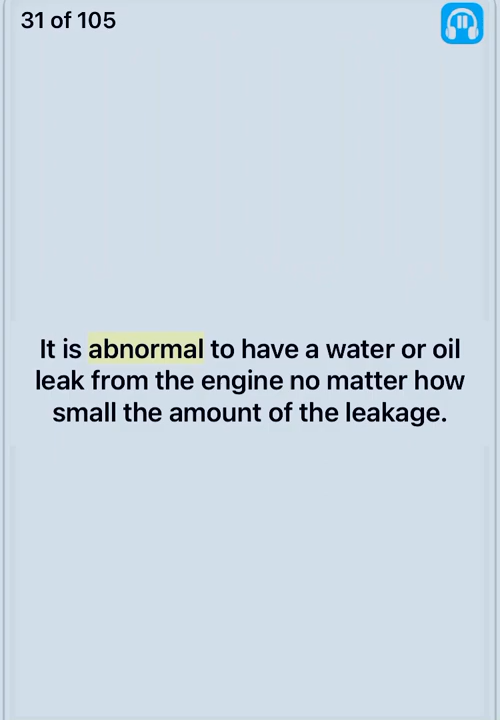 31 of 105
It is abnormal to have a water or oil
leak from the engine no matter how
small the amount of the leakage.